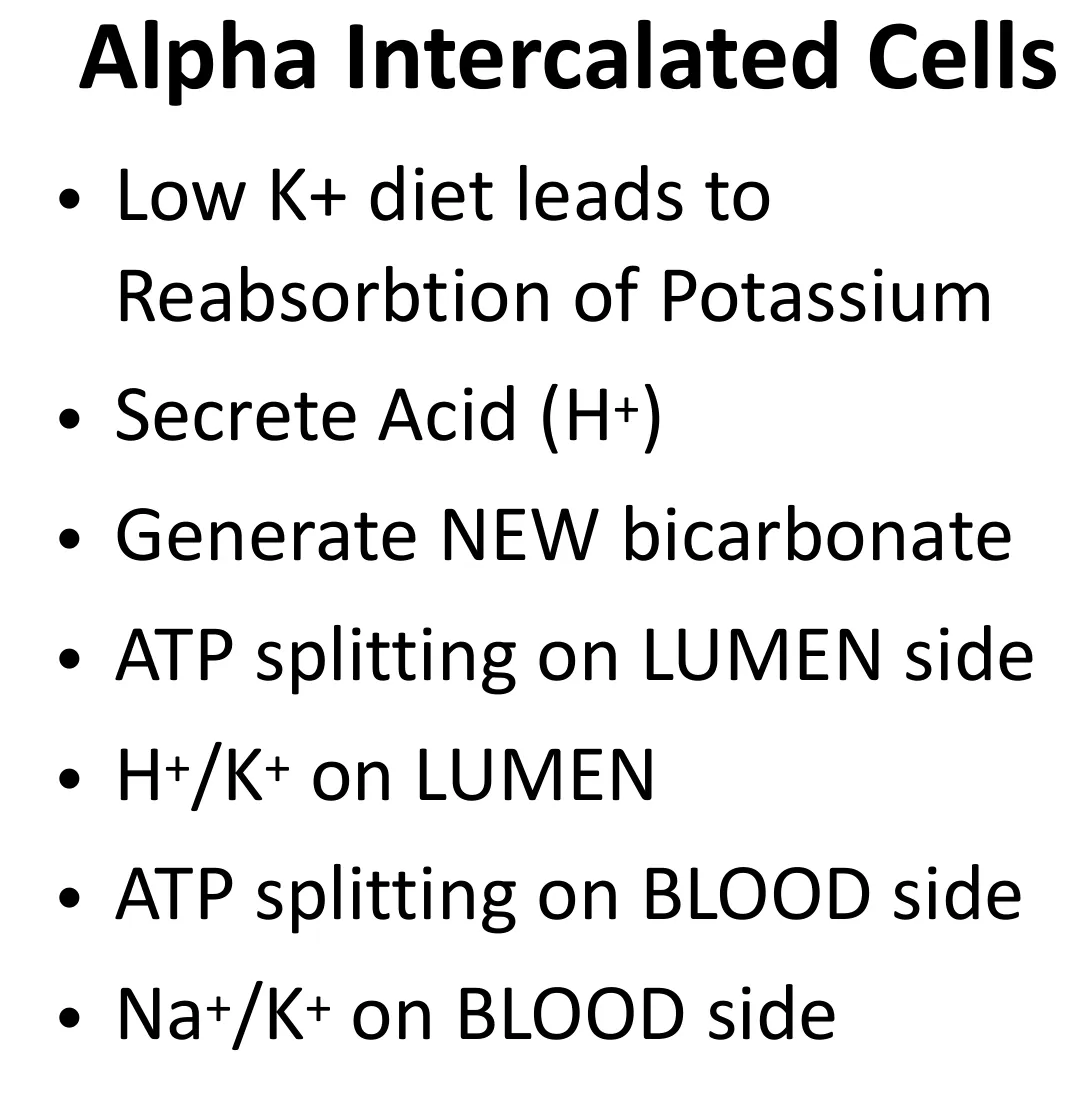 Alpha Intercalated Cells
• Low K+ diet leads to
Reabsorbtion of Potassium
• Secrete Acid (H⁺)
• Generate NEW bicarbonate
• ATP splitting on LUMEN side
• H⁺/K⁺ on LUMEN
• ATP splitting on BLOOD side
• Na⁺/K⁺ on BLOOD side